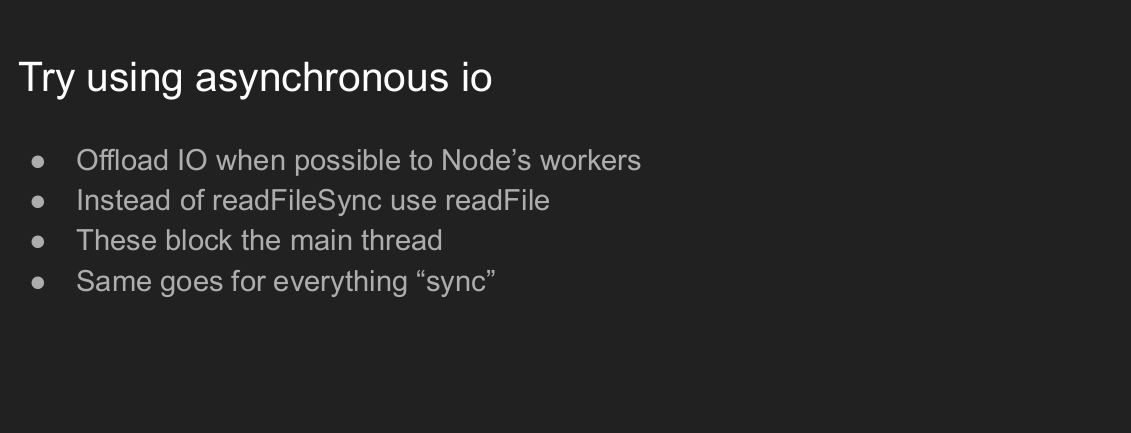 Try using asynchronous io
● Offload IO when possible to Node’s workers
● Instead of readFileSync use readFile
● These block the main thread
● Same goes for everything “sync”